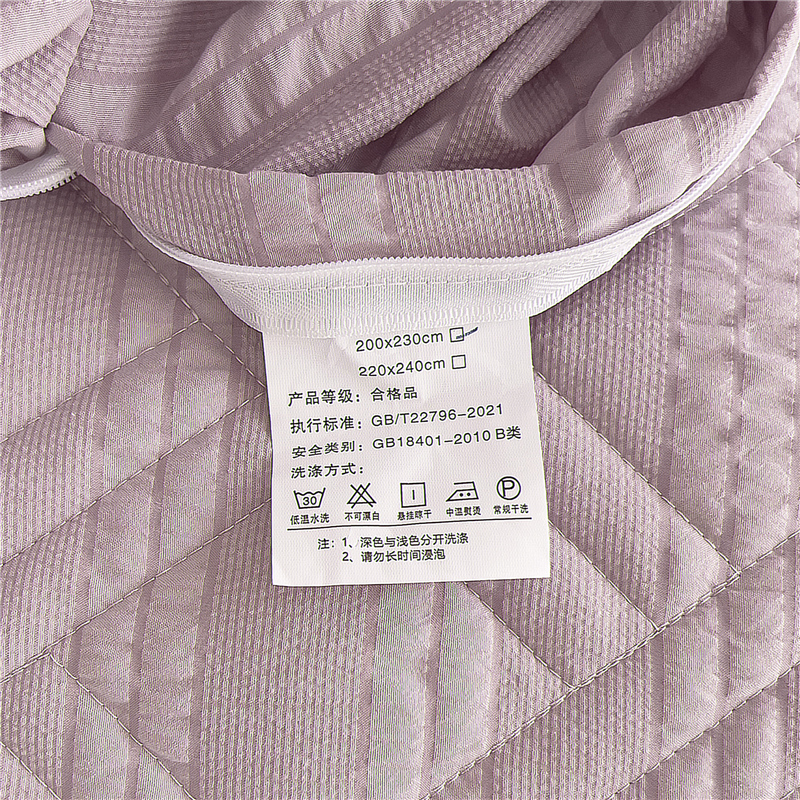 200x230cm
220x240cm
产品等级：合格品
执行标准：GB/T22796-2021
安全类别：GB18401-2010 B类
洗涤方式：
30 P
低温水洗 不可漂白 悬挂晾干 中温熨烫 常规干洗
注：1、深色与浅色分开洗涤
2、请勿长时间浸泡